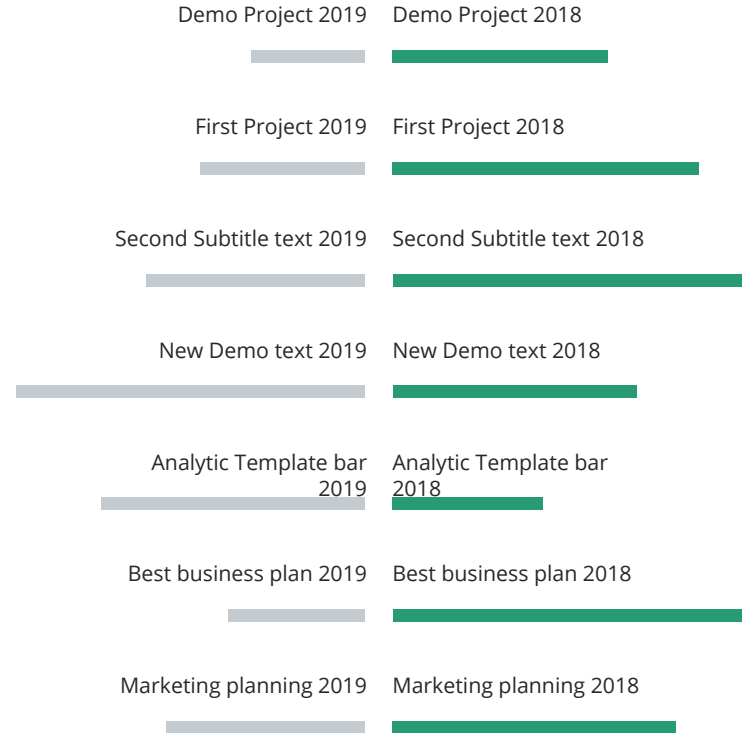 Demo Project 2019
Demo Project 2018
First Project 2019
First Project 2018
Second Subtitle text 2019
Second Subtitle text 2018
New Demo text 2019
New Demo text 2018
Analytic Template bar
2019
Analytic Template bar
2018
Best business plan 2019
Best business plan 2018
Marketing planning 2019
Marketing planning 2018